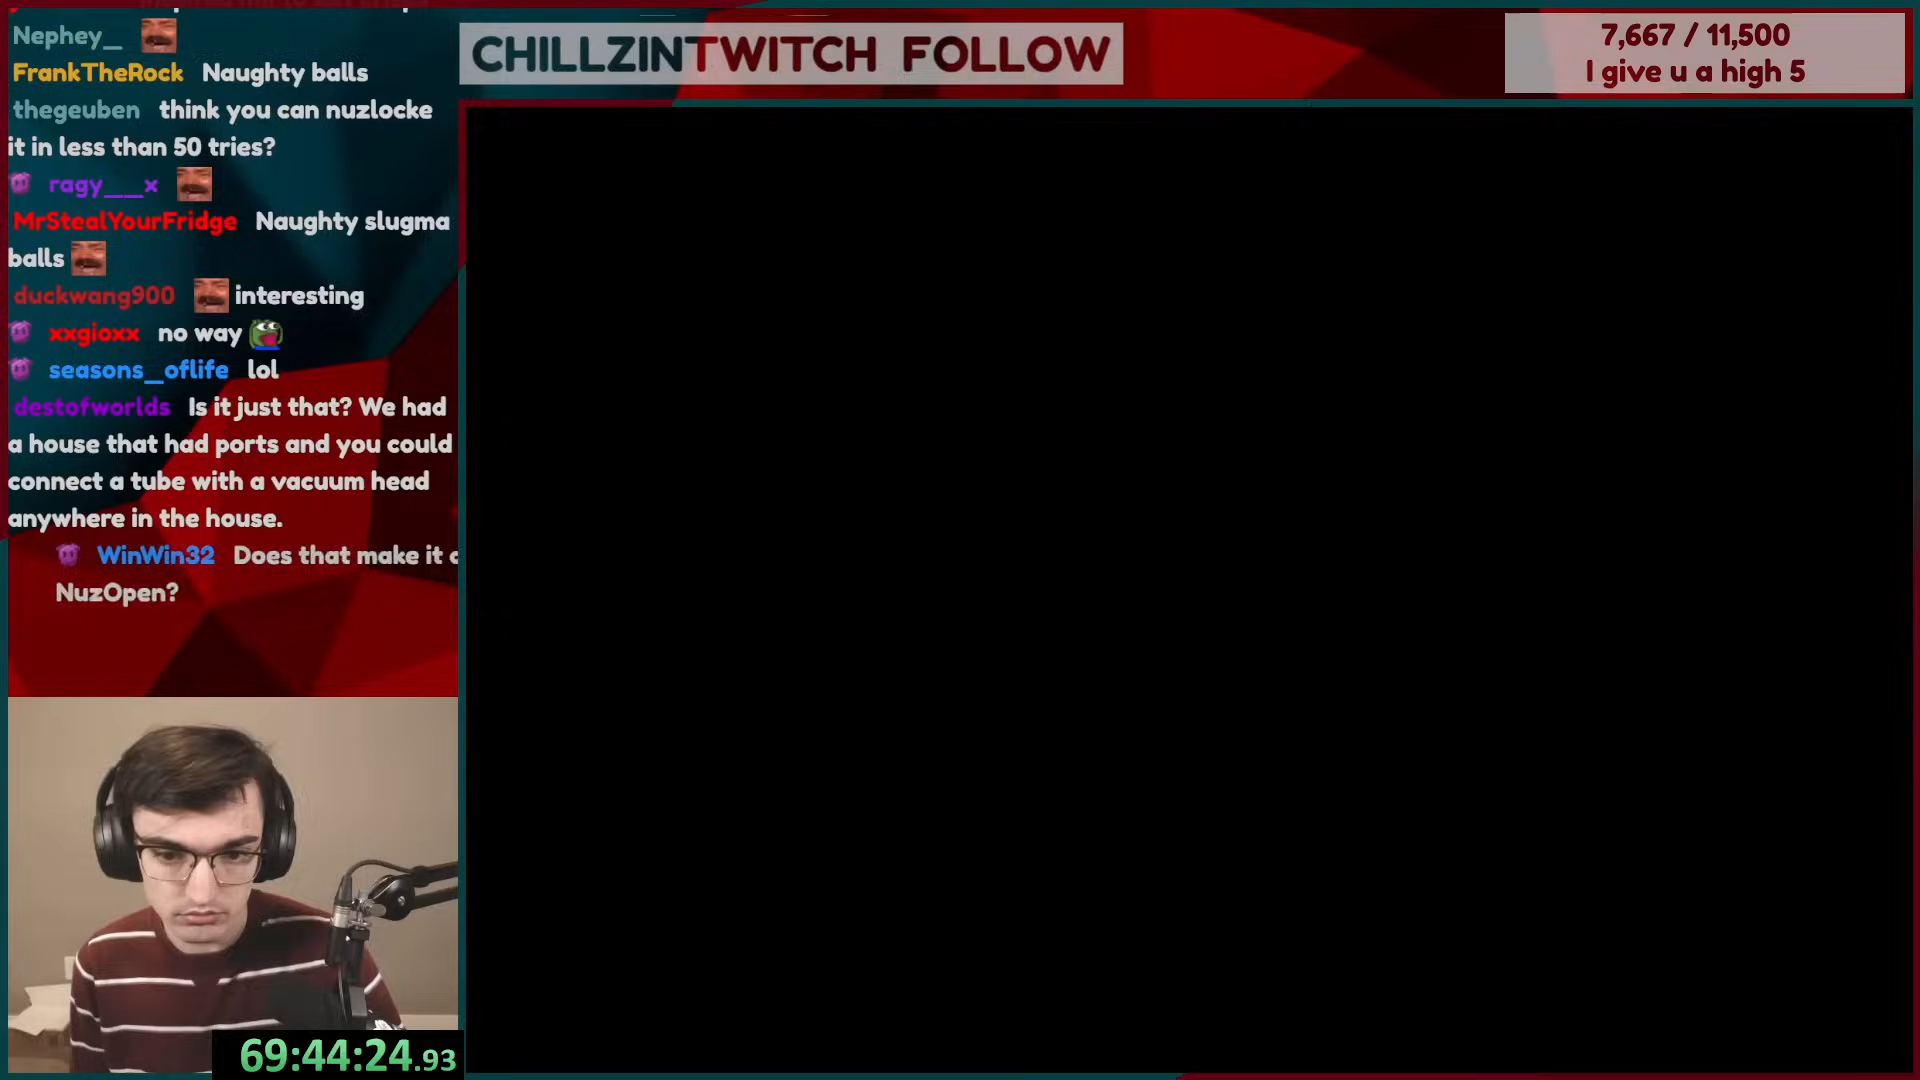 Nephey_
FrankTheRock Naughty balls
thegeuben think you can nuzlocke
it in less than 50 tries?
ragy__x
MrStealYourFridge Naughty slugma
balls
duckwang900 interesting
xxgioxx no way
seasons_oflife lol
destofworlds Is it just that? We had
a house that had ports and you could
connect a tube with a vacuum head
anywhere in the house.
WinWin32 Does that make it
NuzOpen?
CHILLZINTWITCH FOLLOW
7,667 / 11,500
I give u a high 5
69:44:24.93